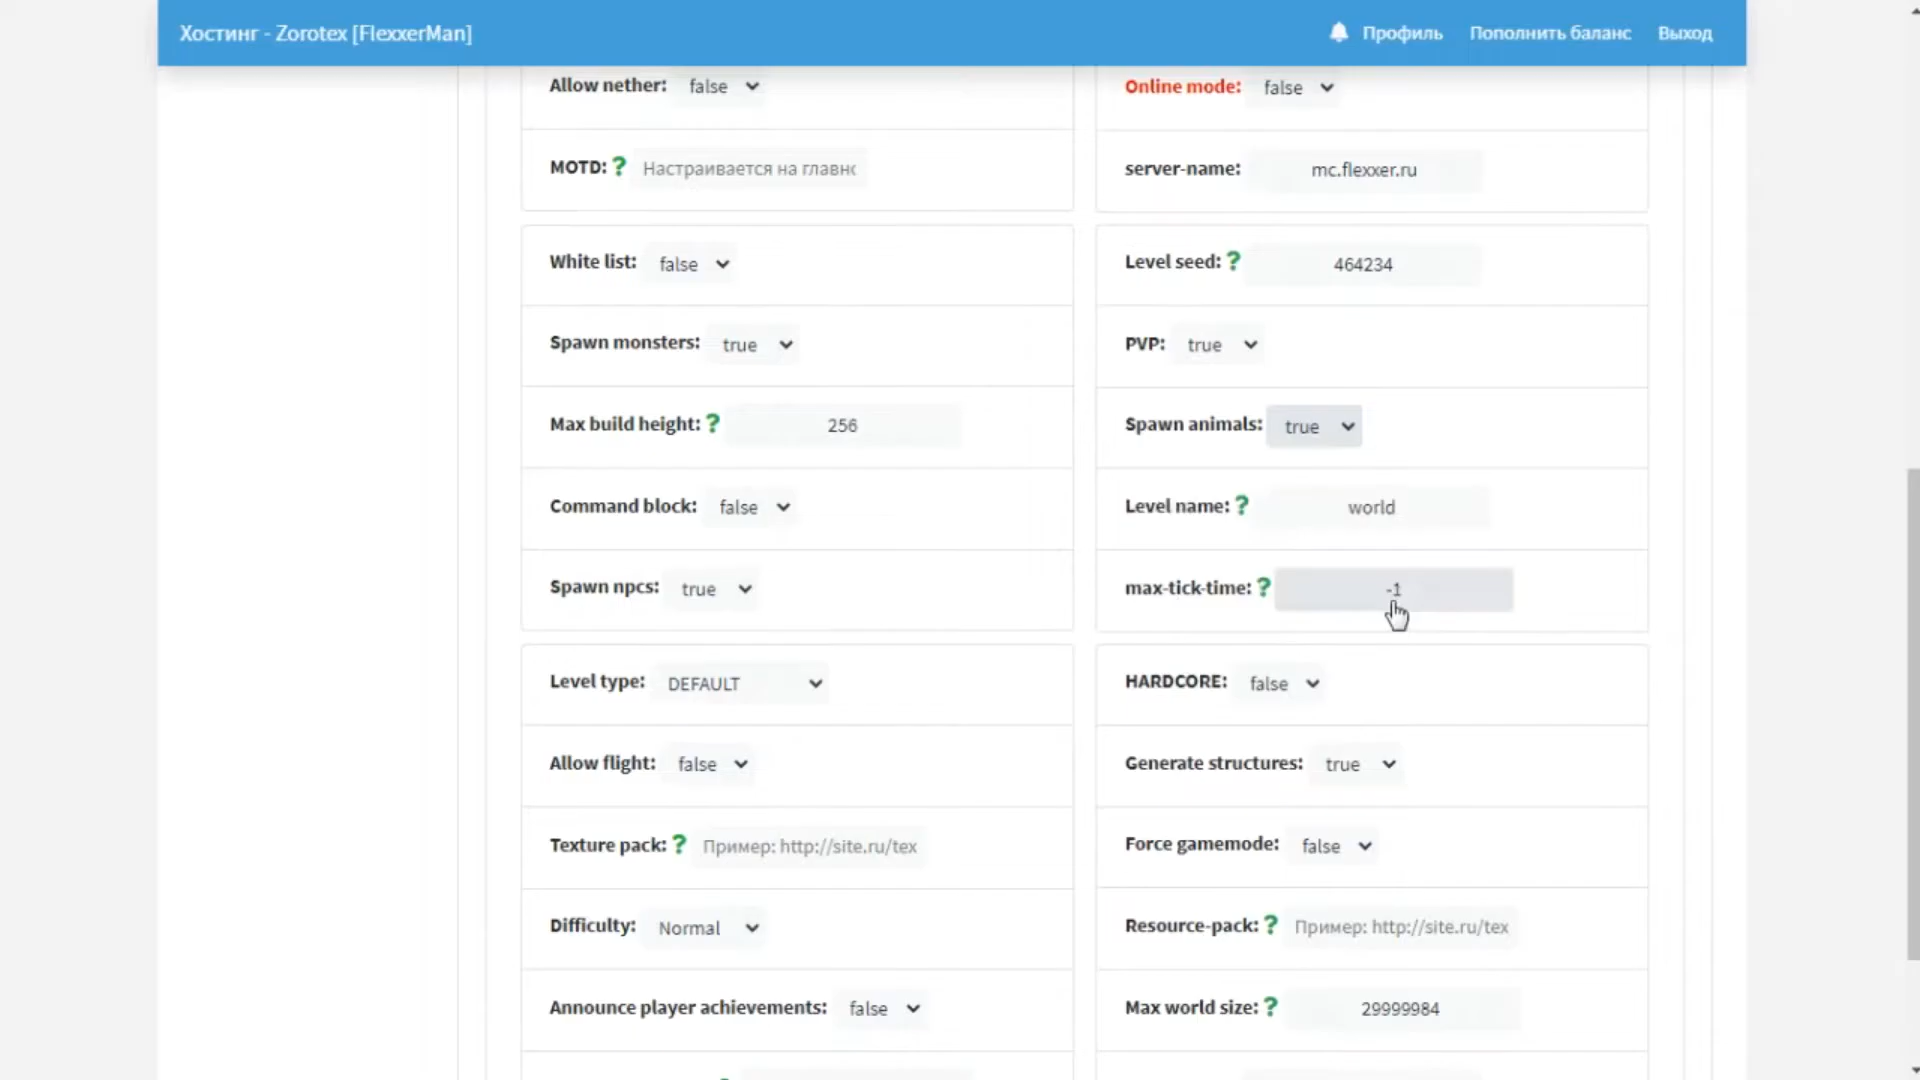 Хостинг - Zorotex [FlexxerMan]
Профиль
Пополнить баланс
Выход
Allow nether: false
Online mode: false
MOTD: ? Настраивается на главно
server-name: mc.flexxer.ru
White list: false
Level seed: ? 464234
Spawn monsters: true
PVP: true
Max build height: ? 256
Spawn animals: true
Command block: false
Level name: ? world
Spawn npcs: true
max-tick-time: ? -1
Level type: DEFAULT
HARDCORE: false
Allow flight: false
Generate structures: true
Texture pack: ? Пример: http://site.ru/tex
Force gamemode: false
Difficulty: Normal
Resource-pack: ? Пример: http://site.ru/tex
Announce player achievements: false
Max world size: ? 29999984